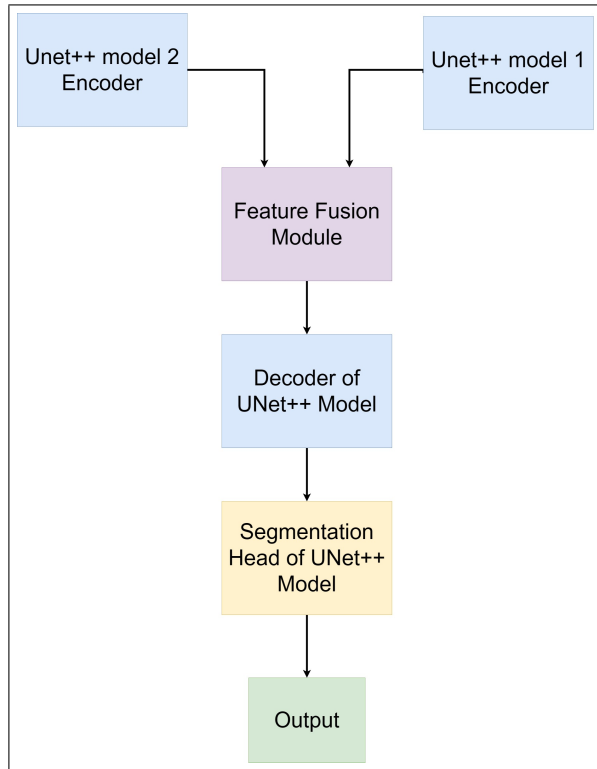 Unet++ model 2
Encoder
Unet++ model 1
Encoder
Feature Fusion
Module
Decoder of
UNet++ Model
Segmentation
Head of UNet++
Model
Output